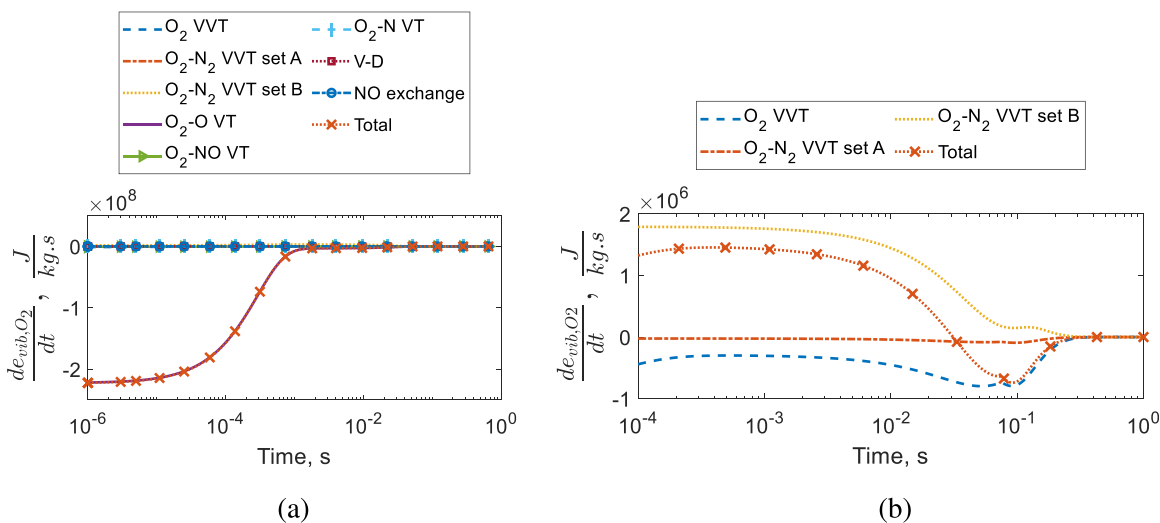 O2 VVT
O2-N2 VVT set A
O2-N2 VVT set B
O2-O VT
O2-NO VT
O2-N VT
V-D
NO exchange
Total
×10^8
0
-1
-2
10^-6
10^-4
10^-2
10^0
Time, s
de_vib,O2/dt, J/kg.s
(a)
O2 VVT
O2-N2 VVT set A
O2-N2 VVT set B
Total
×10^6
2
1
0
-1
10^-4
10^-3
10^-2
10^-1
10^0
Time, s
de_vib,O2/dt, J/kg.s
(b)